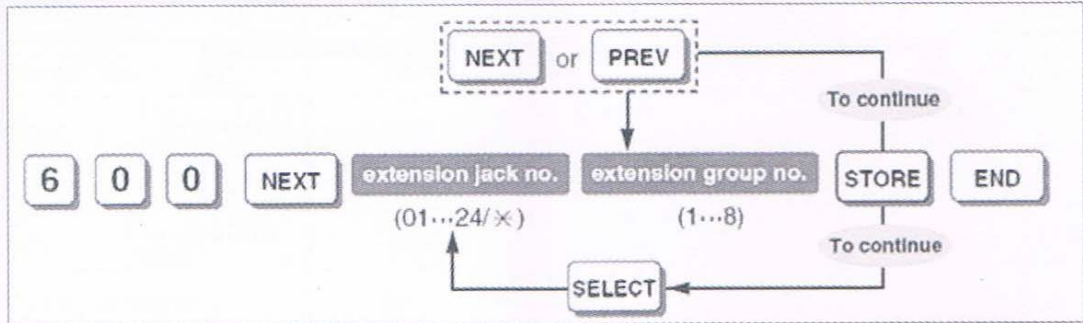 NEXT or PREV
To continue
6 0 0 NEXT extension jack no. extension group no. STORE END
(01...24/✳) (1...8)
To continue
SELECT